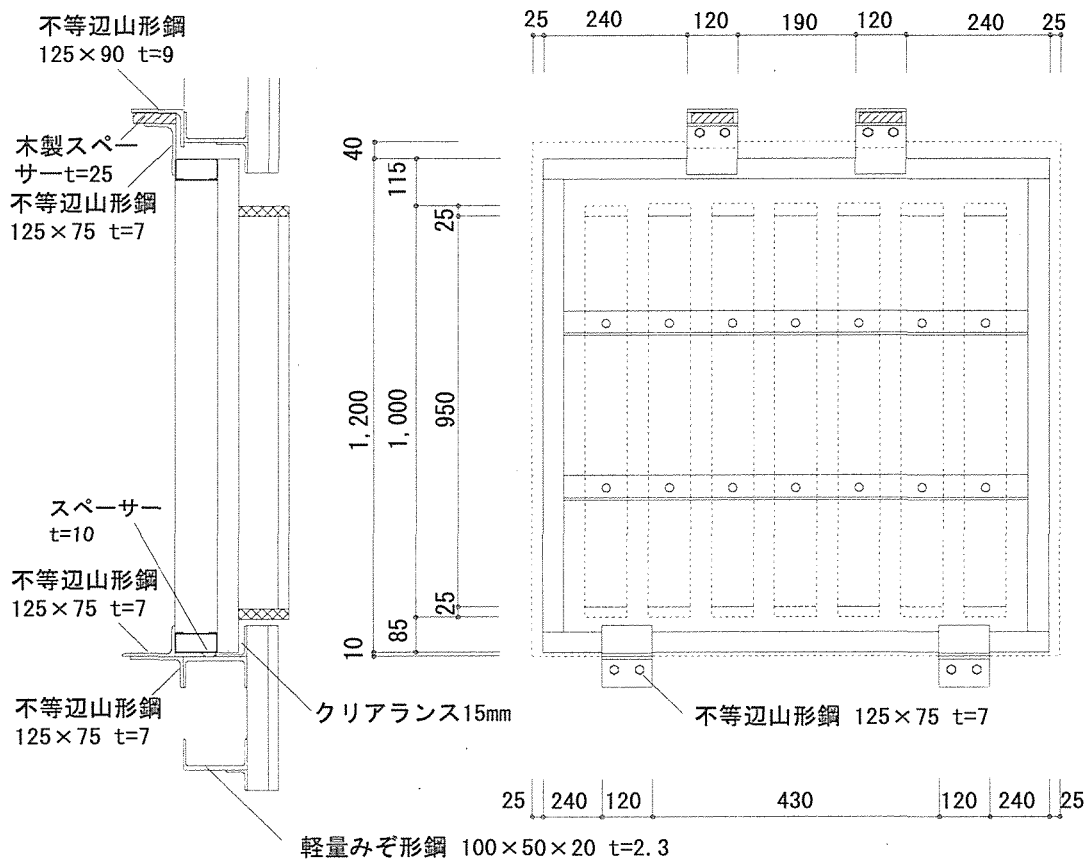 不等辺山形鋼
125×90 t=9
木製スペー
サーt=25
不等辺山形鋼
125×75 t=7
スペーサー
t=10
不等辺山形鋼
125×75 t=7
不等辺山形鋼
125×75 t=7
クリアランス15mm
軽量みぞ形鋼 100×50×20 t=2.3
40
1,200
10
115
1,000
85
25
950
25
25 240 120 190 120 240 25
不等辺山形鋼 125×75 t=7
25 240 120 430 120 240 25